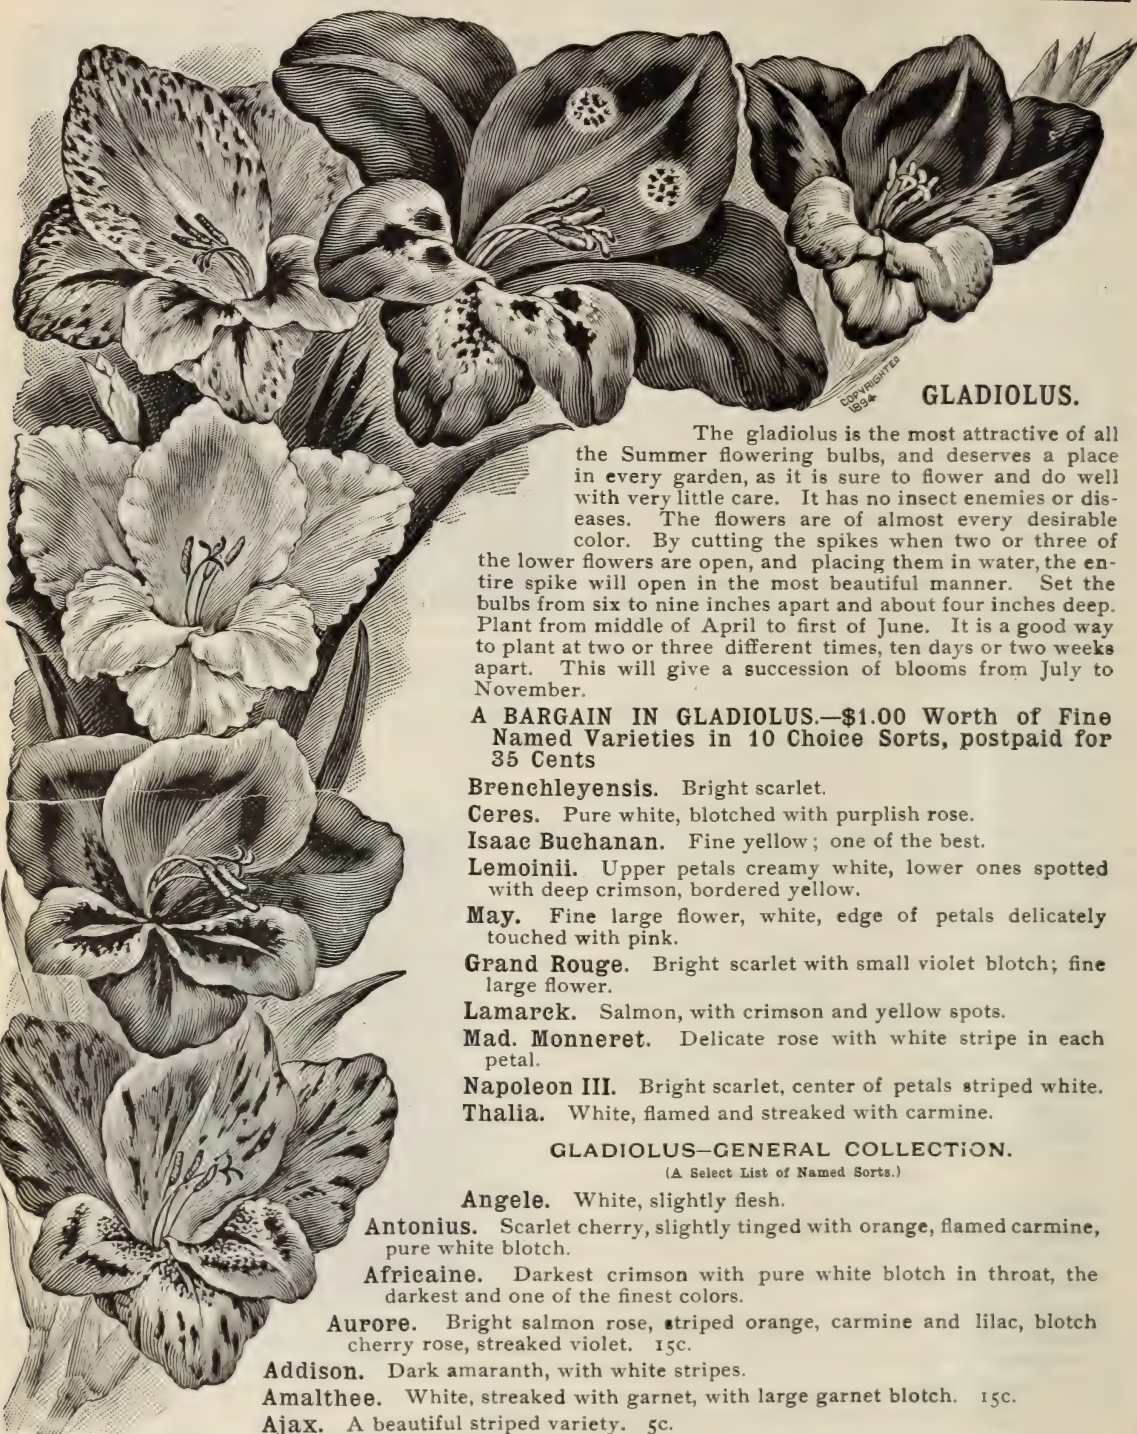 COPYRIGHTED
1894
GLADIOLUS.
The gladiolus is the most attractive of all
the Summer flowering bulbs, and deserves a place
in every garden, as it is sure to flower and do well
with very little care. It has no insect enemies or dis-
eases. The flowers are of almost every desirable
color. By cutting the spikes when two or three of
the lower flowers are open, and placing them in water, the en-
tire spike will open in the most beautiful manner. Set the
bulbs from six to nine inches apart and about four inches deep.
Plant from middle of April to first of June. It is a good way
to plant at two or three different times, ten days or two weeks
apart. This will give a succession of blooms from July to
November.
A BARGAIN IN GLADIOLUS.—$1.00 Worth of Fine
Named Varieties in 10 Choice Sorts, postpaid for
35 Cents
Brenchleyensis. Bright scarlet.
Ceres. Pure white, blotched with purplish rose.
Isaac Buchanan. Fine yellow; one of the best.
Lemoinii. Upper petals creamy white, lower ones spotted
with deep crimson, bordered yellow.
May. Fine large flower, white, edge of petals delicately
touched with pink.
Grand Rouge. Bright scarlet with small violet blotch; fine
large flower.
Lamarck. Salmon, with crimson and yellow spots.
Mad. Monneret. Delicate rose with white stripe in each
petal.
Napoleon III. Bright scarlet, center of petals striped white.
Thalia. White, flamed and streaked with carmine.
GLADIOLUS—GENERAL COLLECTION.
(A Select List of Named Sorts.)
Angele. White, slightly flesh.
Antonius. Scarlet cherry, slightly tinged with orange, flamed carmine,
pure white blotch.
Africaine. Darkest crimson with pure white blotch in throat, the
darkest and one of the finest colors.
Aurore. Bright salmon rose, striped orange, carmine and lilac, blotch
cherry rose, streaked violet. 15c.
Addison. Dark amaranth, with white stripes.
Amalthee. White, streaked with garnet, with large garnet blotch. 15c.
Ajax. A beautiful striped variety. 5c.